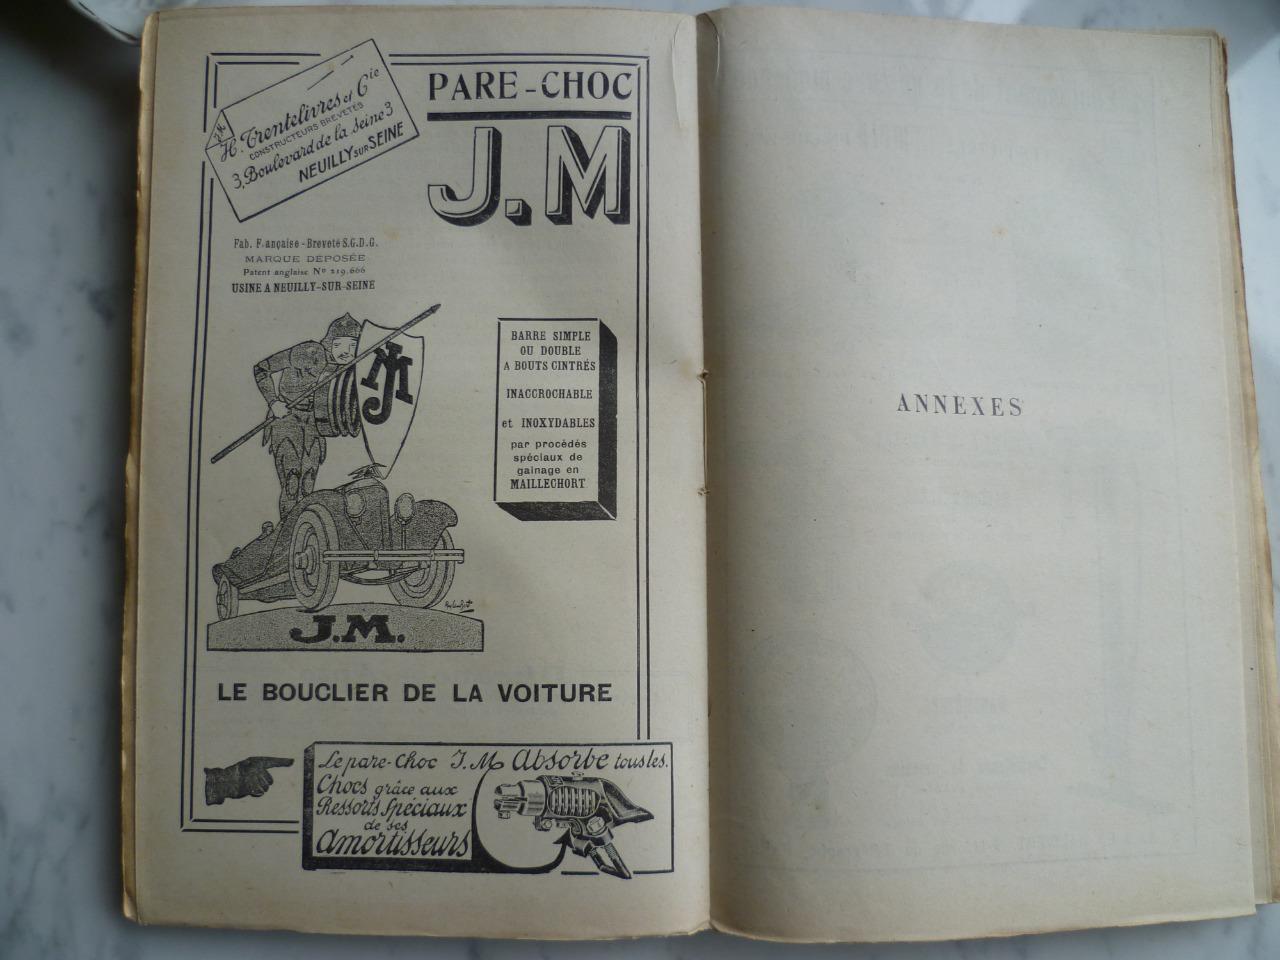 J.M.
H. Trentelivres et Cie
CONSTRUCTEURS BREVETÉS
3, Boulevard de la Seine 3
NEUILLY SUR SEINE
PARE-CHOC
J.M
Fab. F ançaise - Breveté S.G.D.G.
MARQUE DÉPOSÉE
Patent anglaise No 219.666
USINE A NEUILLY-SUR-SEINE
JM
BARRE SIMPLE
OU DOUBLE
A BOUTS CINTRÉS
INACCROCHABLE
et INOXYDABLES
par procédés
spéciaux de
gainage en
MAILLECHORT
J.M.
LE BOUCLIER DE LA VOITURE
Le pare-Choc J.M Absorbe tous les
Chocs grâce aux
Ressorts Spéciaux
de ses
Amortisseurs
ANNEXES